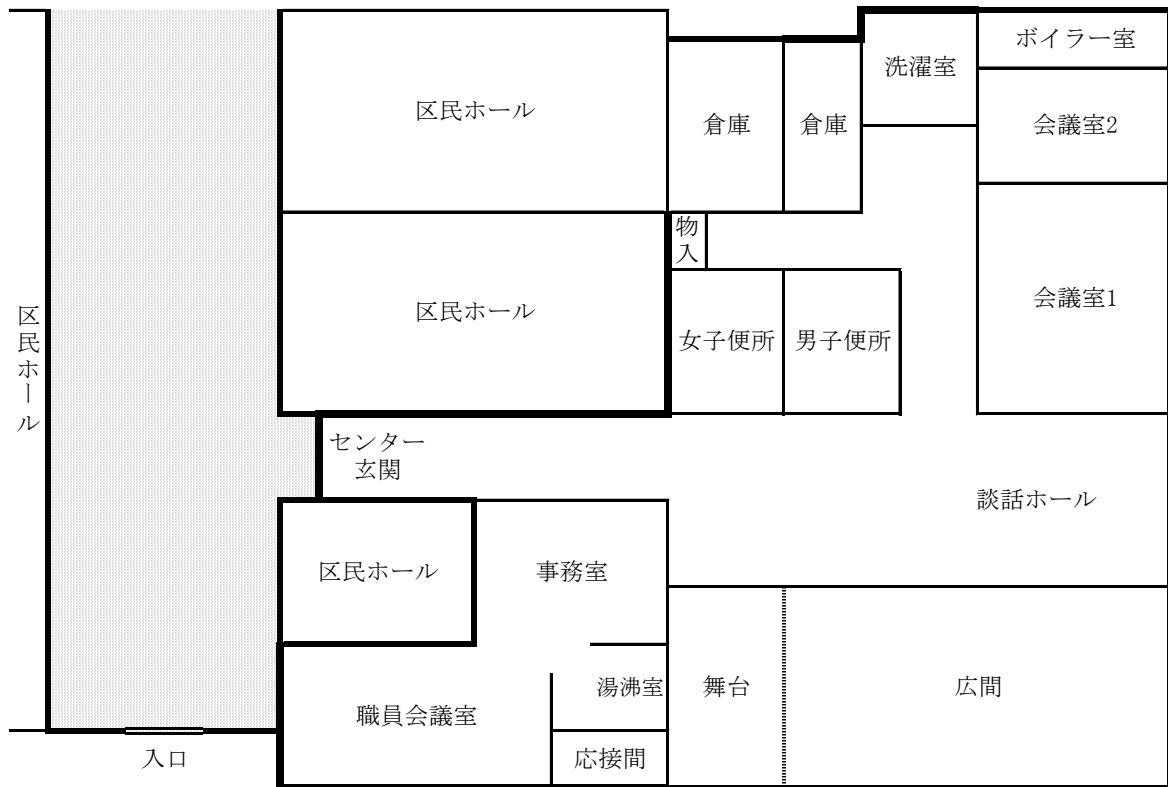 ボイラー室
洗濯室
区民ホール
倉庫
倉庫
会議室2
物入
会議室1
区民ホール
区民ホール
女子便所
男子便所
センター
玄関
談話ホール
区民ホール
事務室
湯沸室
舞台
広間
職員会議室
応接間
入口